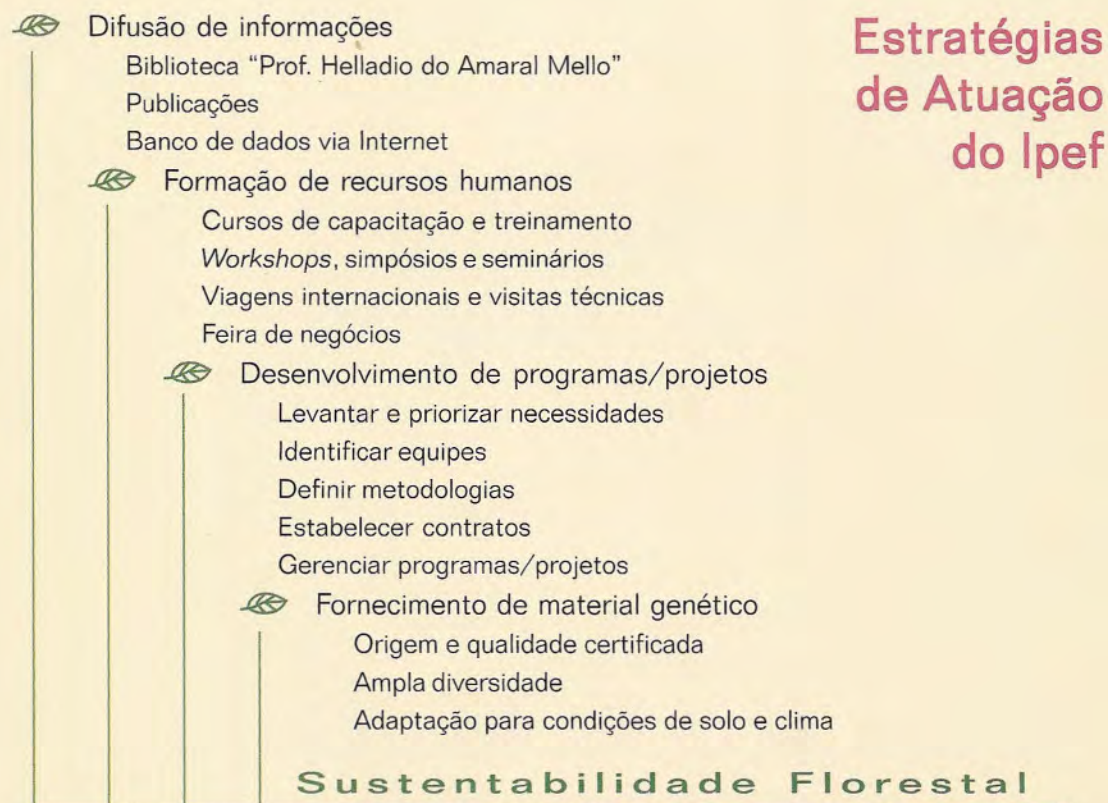 Estratégias
de Atuação
do Ipef
Difusão de informações
Biblioteca “Prof. Helladio do Amaral Mello”
Publicações
Banco de dados via Internet
Formação de recursos humanos
Cursos de capacitação e treinamento
Workshops, simpósios e seminários
Viagens internacionais e visitas técnicas
Feira de negócios
Desenvolvimento de programas/projetos
Levantar e priorizar necessidades
Identificar equipes
Definir metodologias
Estabelecer contratos
Gerenciar programas/projetos
Fornecimento de material genético
Origem e qualidade certificada
Ampla diversidade
Adaptação para condições de solo e clima
Sustentabilidade Florestal